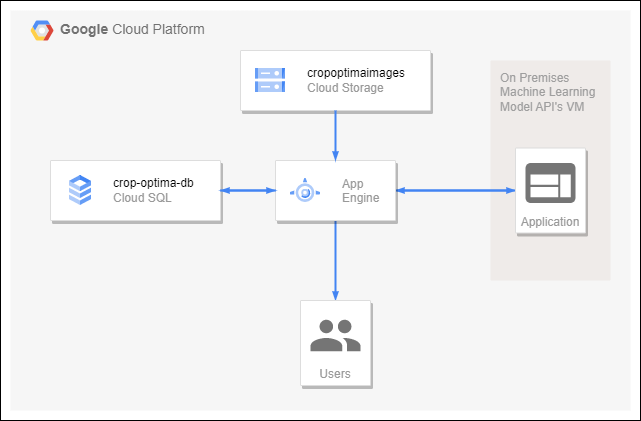 Google Cloud Platform
cropoptimaimages
Cloud Storage
On Premises
Machine Learning
Model API's VM
crop-optima-db
Cloud SQL
App
Engine
Application
Users